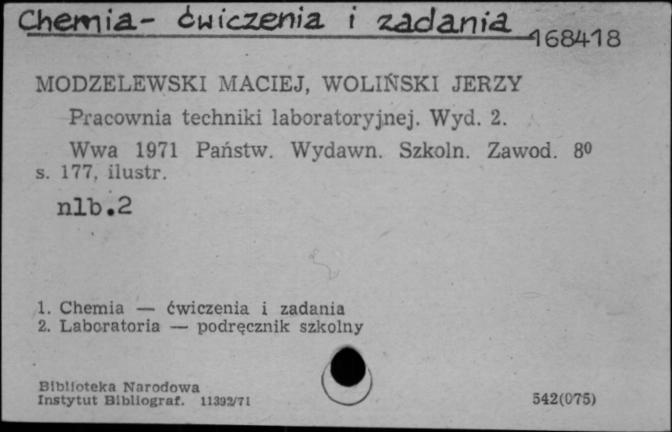 Chemia - ćwiczenia i zadania
168418
MODZELEWSKI MACIEJ, WOLIŃSKI JERZY
Pracownia techniki laboratoryjnej. Wyd. 2.
Wwa 1971 Państw. Wydawn. Szkoln. Zawod. 8⁰
s. 177, ilustr.
nlb.2
1. Chemia — ćwiczenia i zadania
2. Laboratoria — podręcznik szkolny
Biblioteka Narodowa
Instytut Bibliograf. 11392/71
542(075)